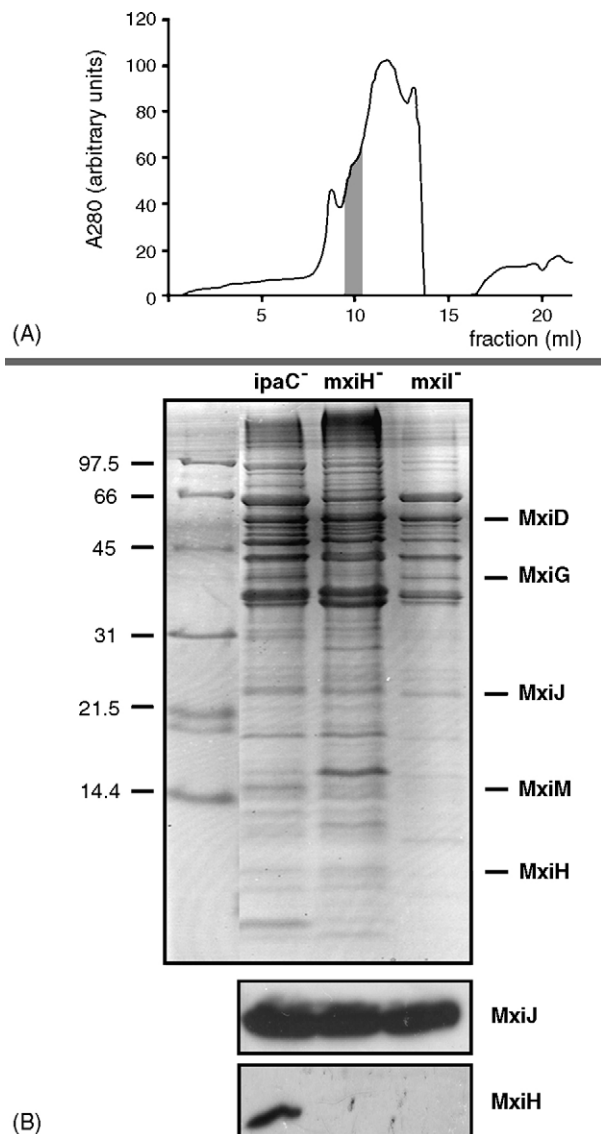 120
100
80
60
40
20
0
A280 (arbitrary units)
5 10 15 20
fraction (ml)
(A)
ipaC⁻ mxiH⁻ mxiI⁻
97.5
66
45
31
21.5
14.4
MxiD
MxiG
MxiJ
MxiM
MxiH
MxiJ
MxiH
(B)